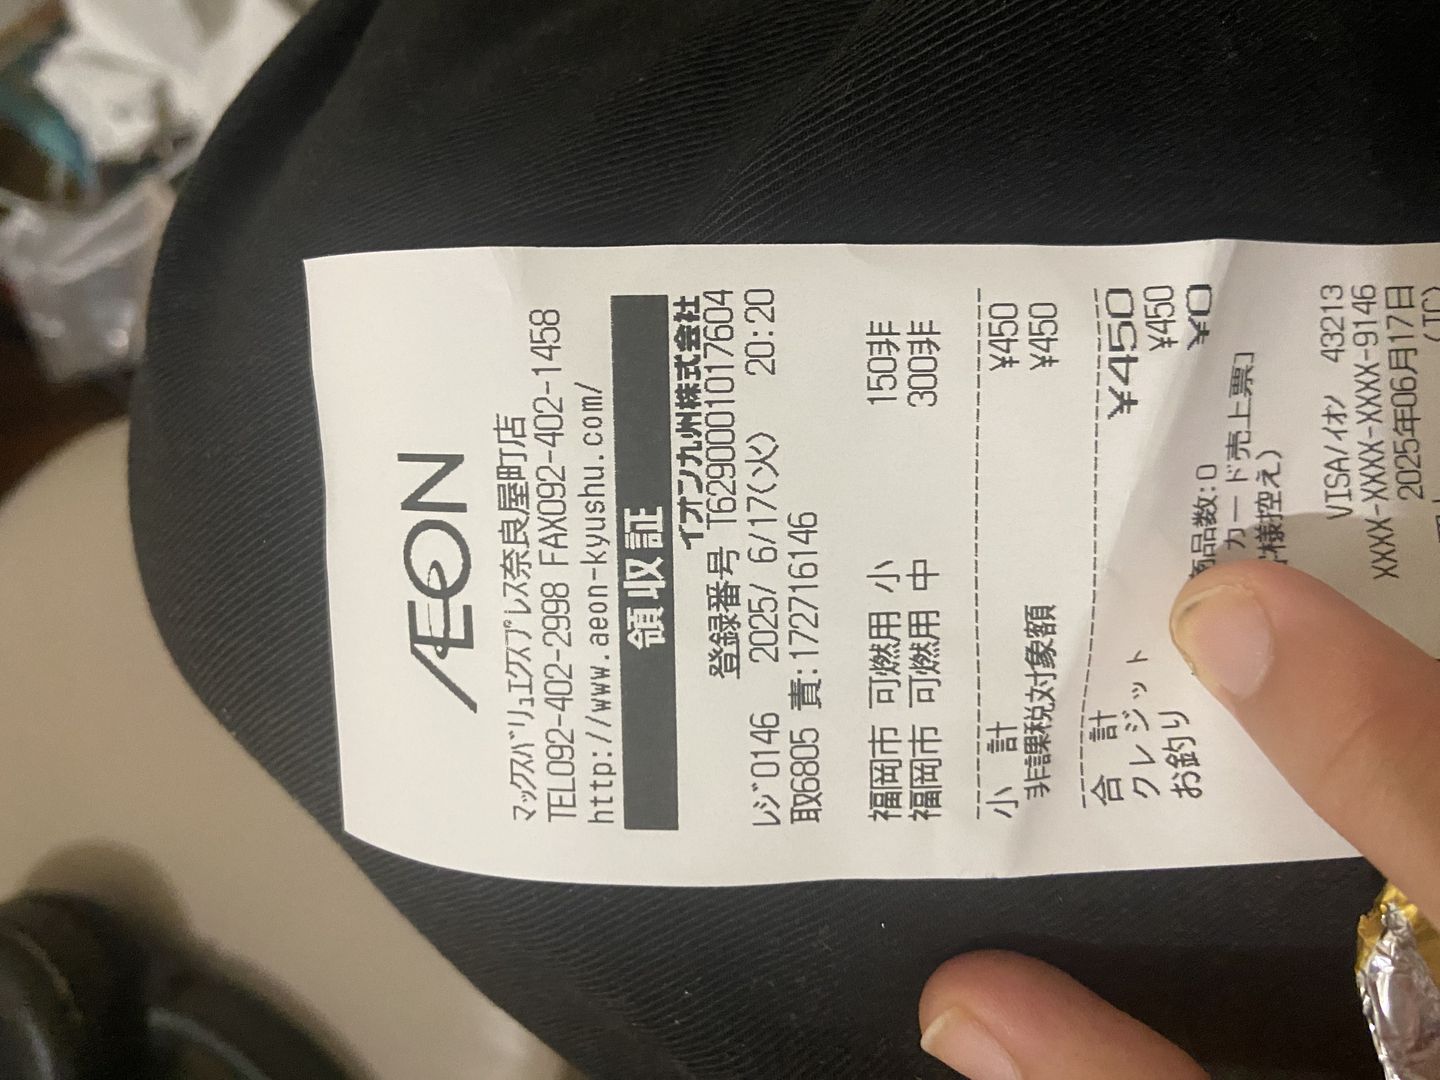 ÆON
マックスバリュエクスプレス奈良屋町店
TEL092-402-2998 FAX092-402-1458
http://www.aeon-kyushu.com/
領収証
イオン九州株式会社
登録番号 T6290001017604
レジ0146 2025/ 6/17(火) 20:20
取6805 責:172716146
福岡市 可燃用 小 150非
福岡市 可燃用 中 300非
小 計 ¥450
非課税対象額 ¥450
合 計 ¥450
クレジット ¥450
お釣り ¥0
商品数:0
カード売上票]
様控え)
VISA/イオン 43213
XXXX-XXXX-XXXX-9146
2025年06月17日
(IC)